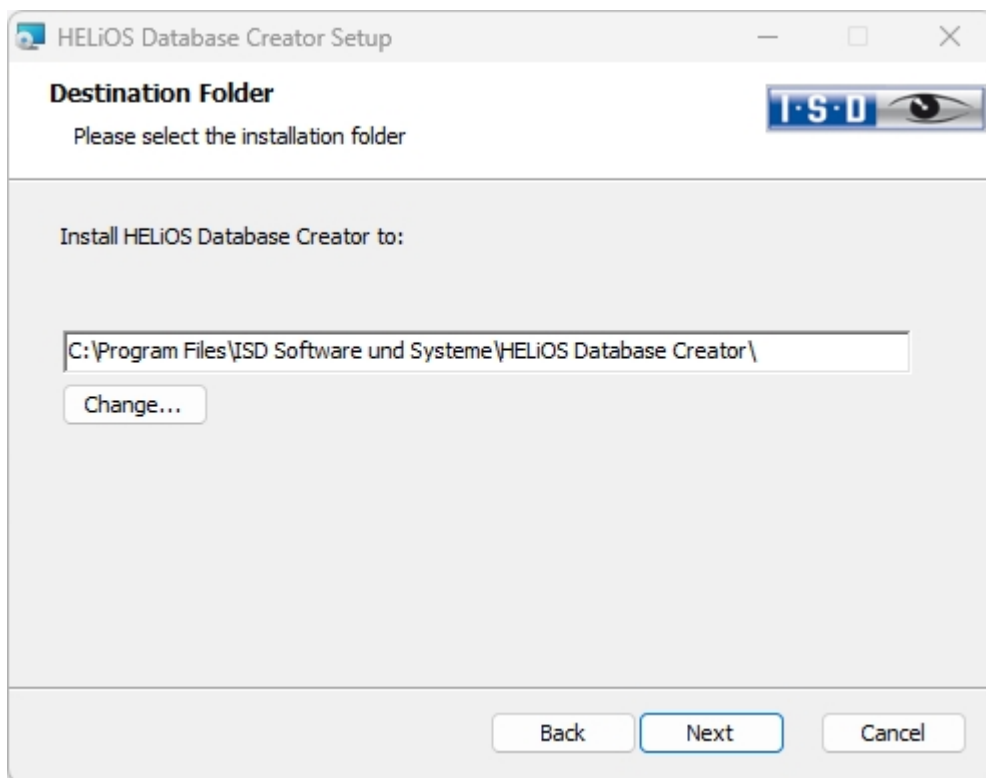 HELiOS Database Creator Setup
Destination Folder
I·S·D
Please select the installation folder
Install HELiOS Database Creator to:
C:\Program Files\ISD Software und Systeme\HELiOS Database Creator\
Change...
Back Next Cancel